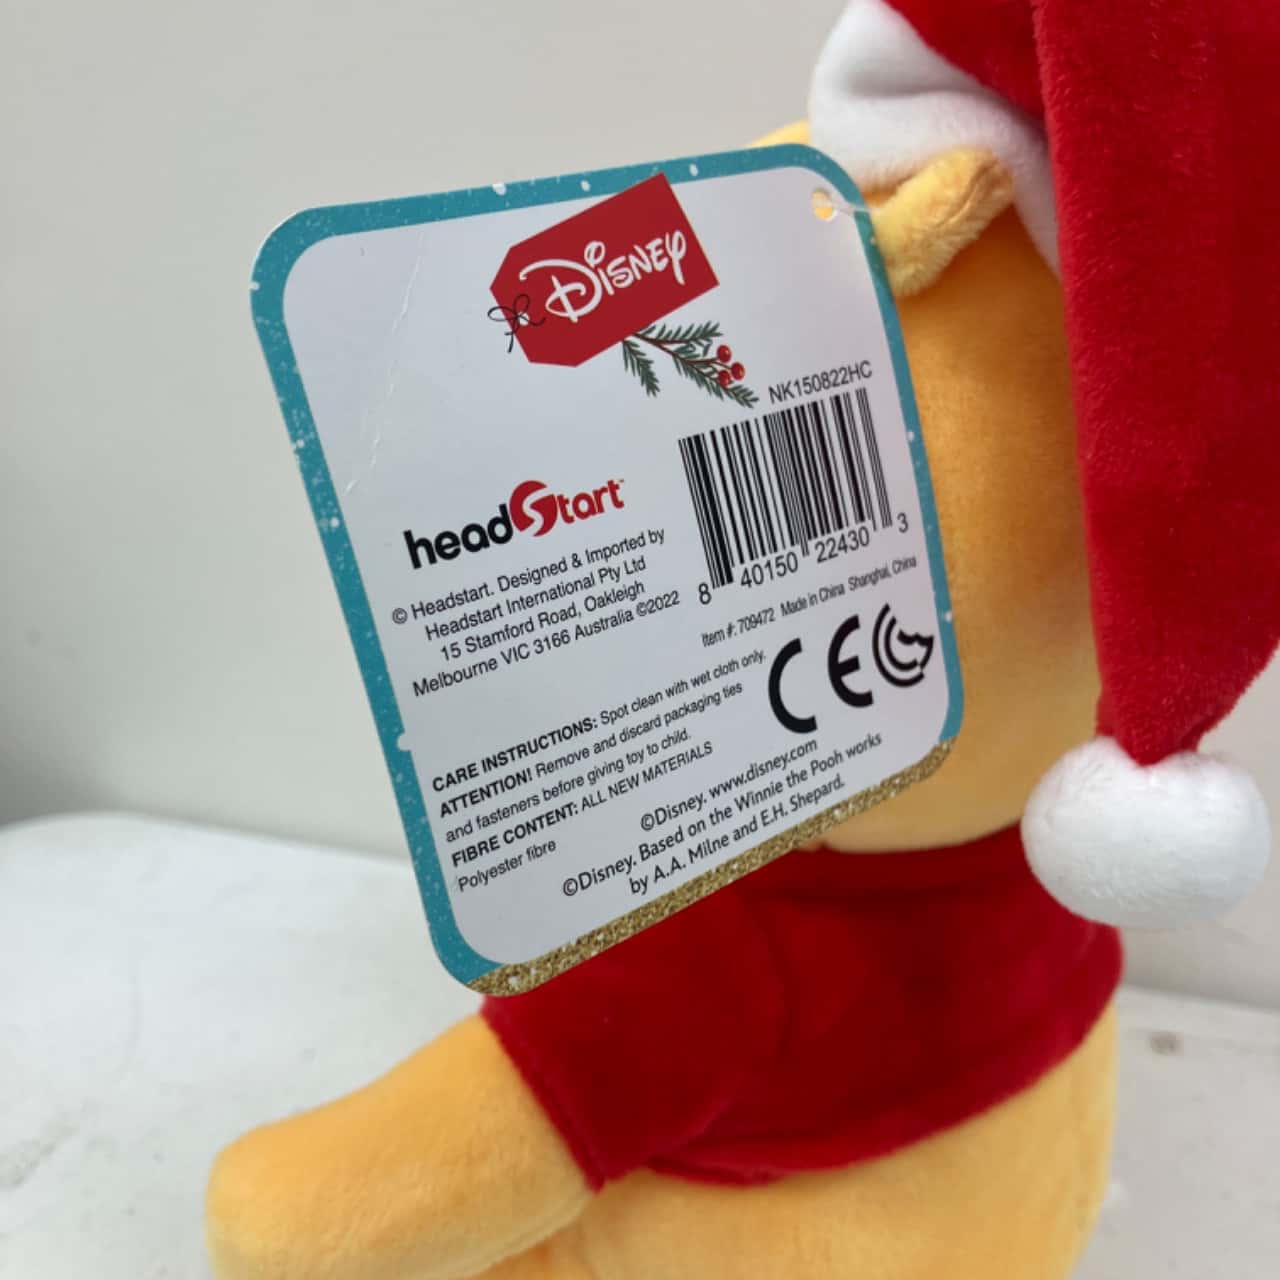 Disney
NK150822HC
8 40150 22430 3
headstart™
© Headstart. Designed & Imported by
Headstart International Pty Ltd
15 Stamford Road, Oakleigh
Melbourne VIC 3166 Australia ©2022
Item #: 709472 Made in China Shanghai, China
CE
CARE INSTRUCTIONS: Spot clean with wet cloth only.
ATTENTION! Remove and discard packaging ties
and fasteners before giving toy to child.
FIBRE CONTENT: ALL NEW MATERIALS
Polyester fibre
©Disney. www.disney.com
©Disney. Based on the Winnie the Pooh works
by A.A. Milne and E.H. Shepard.